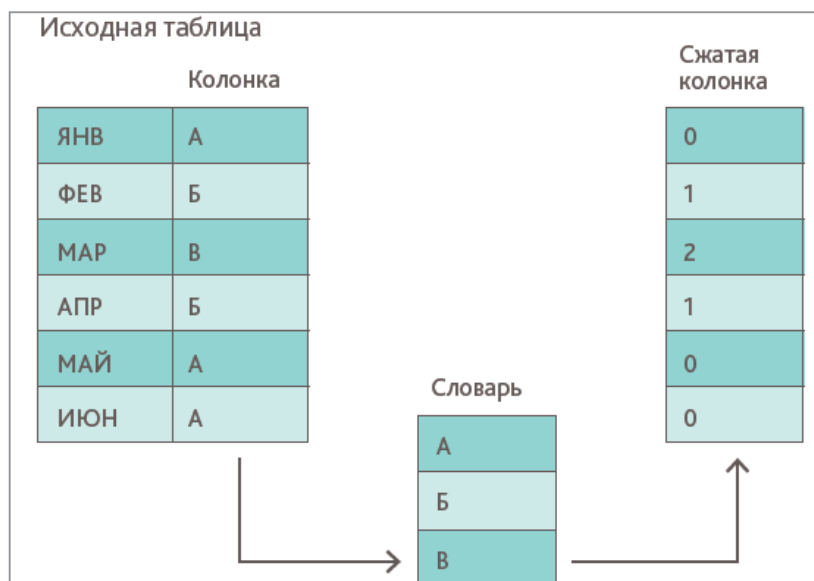 Исходная таблица
Колонка
ЯНВ А
ФЕВ Б
МАР В
АПР Б
МАЙ А
ИЮН А
Словарь
А
Б
В
Сжатая
колонка
0
1
2
1
0
0